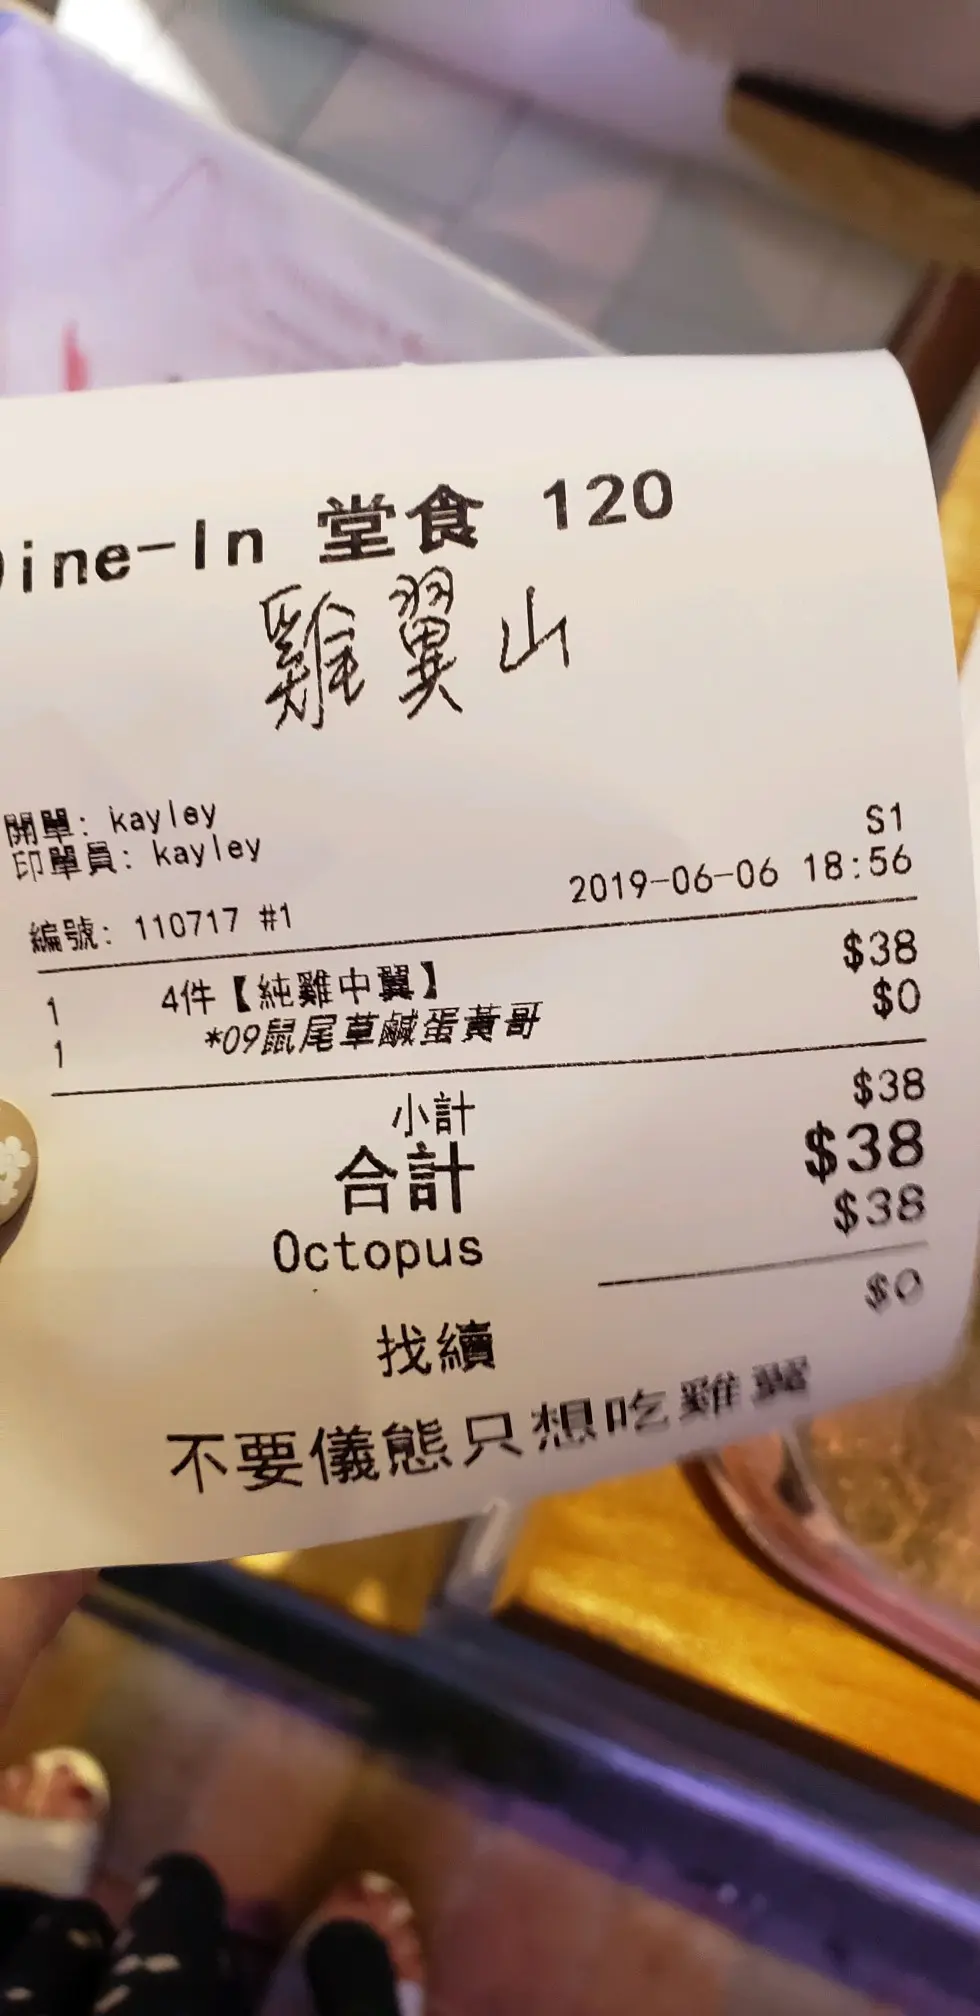 Dine-In 堂食 120
雞翼山
開單: kayley
S1
印單員: kayley
2019-06-06 18:56
編號: 110717 #1
1 4件【純雞中翼】 $38
1 *09鼠尾草鹹蛋黃哥 $0
小計 $38
合計 $38
Octopus $38
找續 $0
不要儀態只想吃雞翼